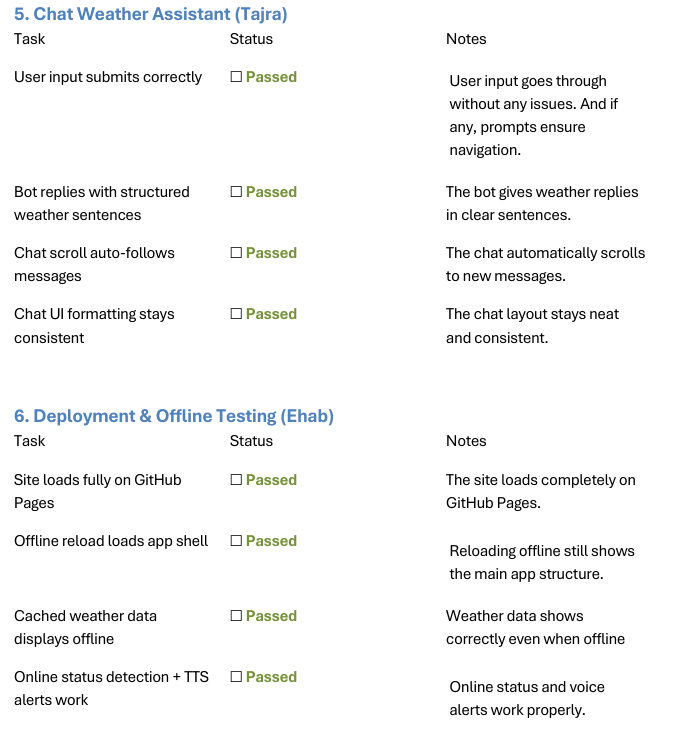 5. Chat Weather Assistant (Tajra)
Task Status Notes
User input submits correctly ☐ Passed User input goes through
without any issues. And if
any, prompts ensure
navigation.
Bot replies with structured ☐ Passed The bot gives weather replies
weather sentences in clear sentences.
Chat scroll auto-follows ☐ Passed The chat automatically scrolls
messages to new messages.
Chat UI formatting stays ☐ Passed The chat layout stays neat
consistent and consistent.
6. Deployment & Offline Testing (Ehab)
Task Status Notes
Site loads fully on GitHub ☐ Passed The site loads completely on
Pages GitHub Pages.
Offline reload loads app shell ☐ Passed Reloading offline still shows
the main app structure.
Cached weather data ☐ Passed Weather data shows
displays offline correctly even when offline
Online status detection + TTS ☐ Passed Online status and voice
alerts work alerts work properly.